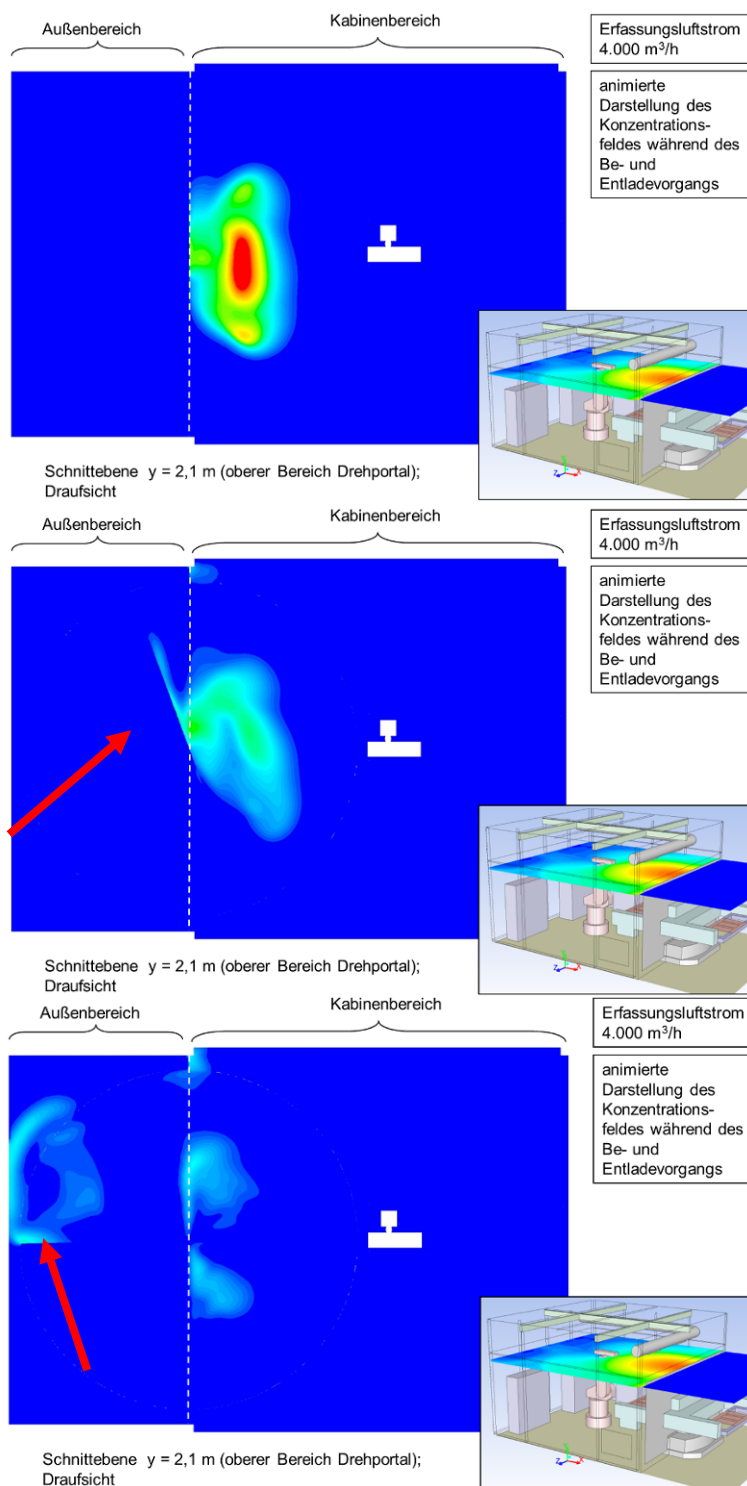 Außenbereich
Kabinenbereich
Erfassungsluftstrom
4.000 m³/h
animierte
Darstellung des
Konzentrations-
feldes während des
Be- und
Entladevorgangs
Schnittebene y = 2,1 m (oberer Bereich Drehportal);
Draufsicht
Außenbereich
Kabinenbereich
Erfassungsluftstrom
4.000 m³/h
animierte
Darstellung des
Konzentrations-
feldes während des
Be- und
Entladevorgangs
Schnittebene y = 2,1 m (oberer Bereich Drehportal);
Draufsicht
Außenbereich
Kabinenbereich
Erfassungsluftstrom
4.000 m³/h
animierte
Darstellung des
Konzentrations-
feldes während des
Be- und
Entladevorgangs
Schnittebene y = 2,1 m (oberer Bereich Drehportal);
Draufsicht